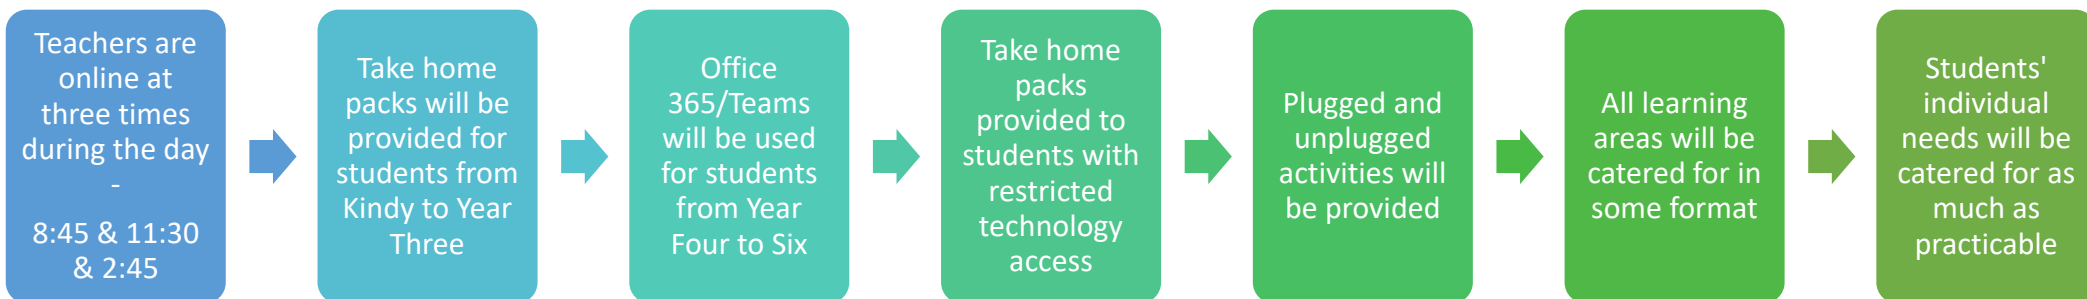 Teachers are
online at
three times
during the day
-
8:45 & 11:30
& 2:45
Take home
packs will be
provided for
students from
Kindy to Year
Three
Office
365/Teams
will be used
for students
from Year
Four to Six
Take home
packs
provided to
students with
restricted
technology
access
Plugged and
unplugged
activities will
be provided
All learning
areas will be
catered for in
some format
Students'
individual
needs will be
catered for as
much as
practicable